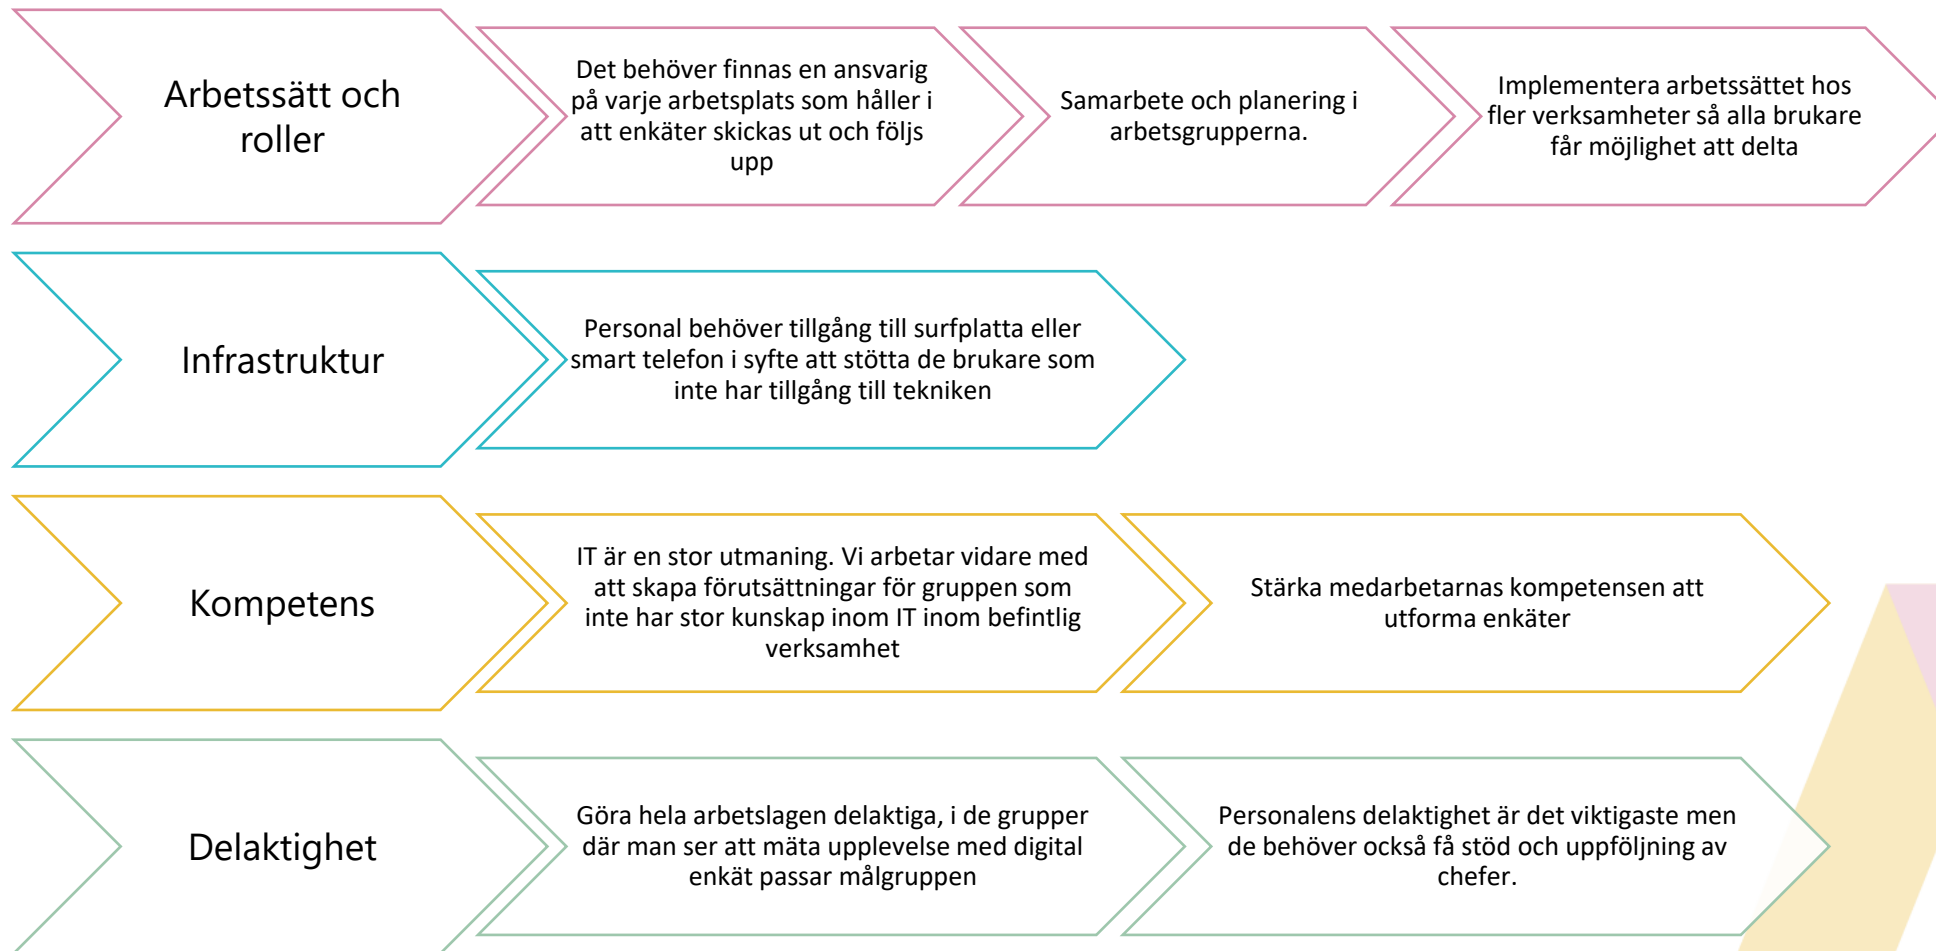 Arbetssätt och
roller
Det behöver finnas en ansvarig
på varje arbetsplats som håller i
att enkäter skickas ut och följs
upp
Samarbete och planering i
arbetsgrupperna.
Implementera arbetssättet hos
fler verksamheter så alla brukare
får möjlighet att delta
Infrastruktur
Personal behöver tillgång till surfplatta eller
smart telefon i syfte att stötta de brukare som
inte har tillgång till tekniken
Kompetens
IT är en stor utmaning. Vi arbetar vidare med
att skapa förutsättningar för gruppen som
inte har stor kunskap inom IT inom befintlig
verksamhet
Stärka medarbetarnas kompetensen att
utforma enkäter
Delaktighet
Göra hela arbetslagen delaktiga, i de grupper
där man ser att mäta upplevelse med digital
enkät passar målgruppen
Personalens delaktighet är det viktigaste men
de behöver också få stöd och uppföljning av
chefer.